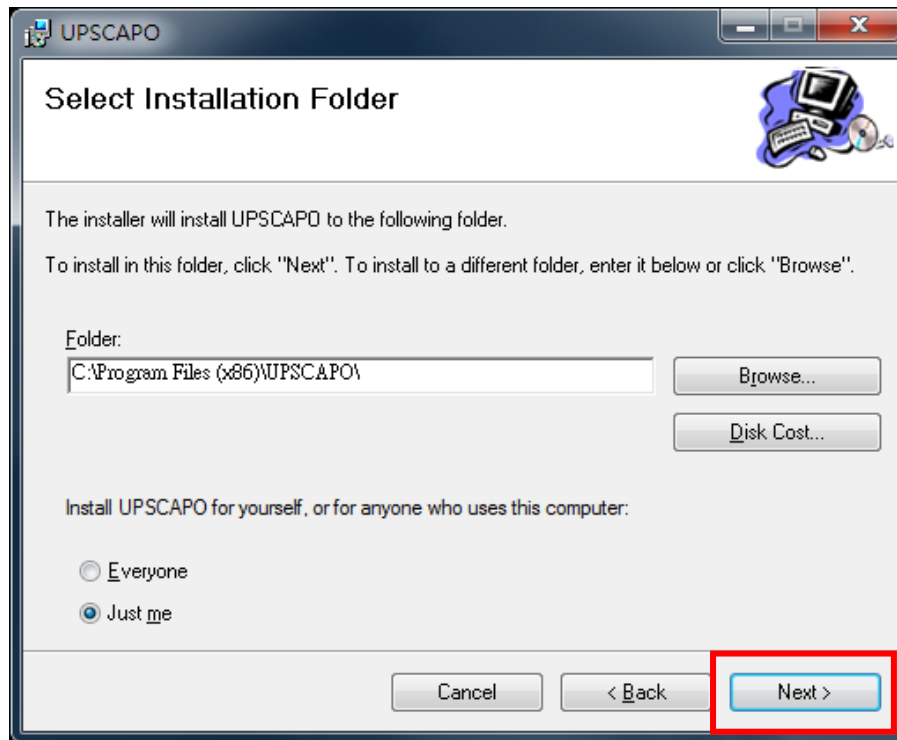 UPSCAPO
Select Installation Folder
The installer will install UPSCAPO to the following folder.
To install in this folder, click "Next". To install to a different folder, enter it below or click "Browse".
Folder:
C:\Program Files (x86)\UPSCAPO\
Browse...
Disk Cost...
Install UPSCAPO for yourself, or for anyone who uses this computer:
Everyone
Just me
Cancel
< Back
Next >